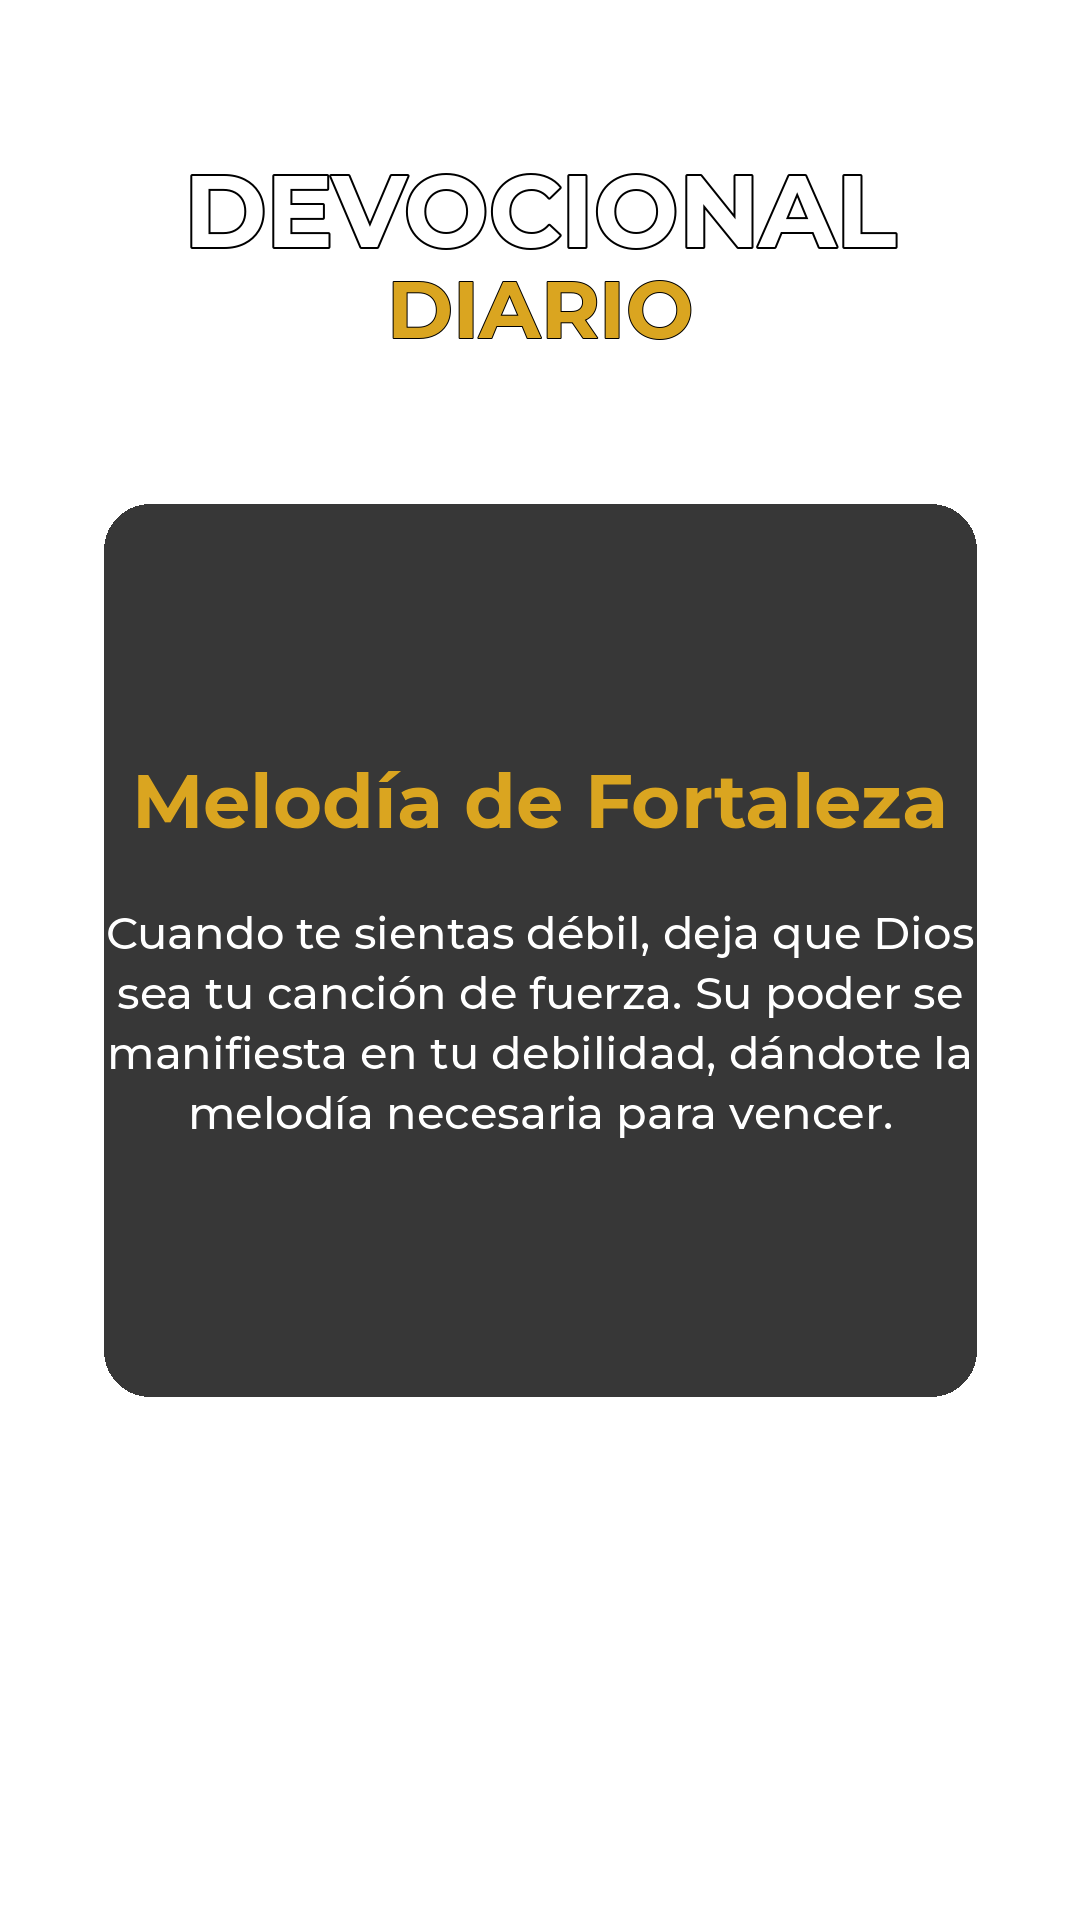 DEVOCIONAL
DIARIO
Melodía de Fortaleza
Cuando te sientas débil, deja que Dios
sea tu canción de fuerza. Su poder se
manifiesta en tu debilidad, dándote la
melodía necesaria para vencer.